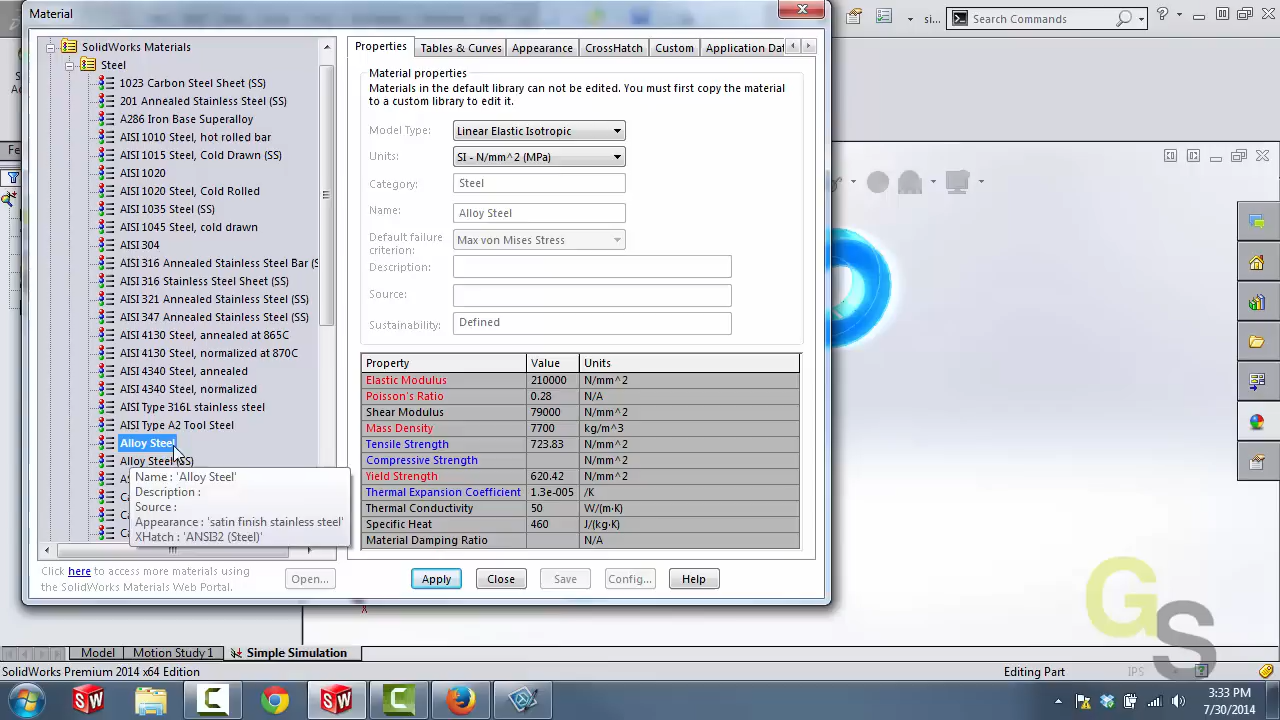 Material
si...
Search Commands
SolidWorks Materials
Steel
1023 Carbon Steel Sheet (SS)
201 Annealed Stainless Steel (SS)
A286 Iron Base Superalloy
AISI 1010 Steel, hot rolled bar
AISI 1015 Steel, Cold Drawn (SS)
AISI 1020
AISI 1020 Steel, Cold Rolled
AISI 1035 Steel (SS)
AISI 1045 Steel, cold drawn
AISI 304
AISI 316 Annealed Stainless Steel Bar (S
AISI 316 Stainless Steel Sheet (SS)
AISI 321 Annealed Stainless Steel (SS)
AISI 347 Annealed Stainless Steel (SS)
AISI 4130 Steel, annealed at 865C
AISI 4130 Steel, normalized at 870C
AISI 4340 Steel, annealed
AISI 4340 Steel, normalized
AISI Type 316L stainless steel
AISI Type A2 Tool Steel
Alloy Steel
Alloy Steel (SS)
Name : 'Alloy Steel'
Description :
Source :
Appearance : 'satin finish stainless steel'
XHatch : 'ANSI32 (Steel)'
Click here to access more materials using
the SolidWorks Materials Web Portal.
Open...
Properties
Tables & Curves
Appearance
CrossHatch
Custom
Application Dat
Material properties
Materials in the default library can not be edited. You must first copy the material
to a custom library to edit it.
Model Type: Linear Elastic Isotropic
Units: SI - N/mm^2 (MPa)
Category: Steel
Name: Alloy Steel
Default failure
criterion: Max von Mises Stress
Description:
Source:
Sustainability: Defined
Property Value Units
Elastic Modulus 210000 N/mm^2
Poisson's Ratio 0.28 N/A
Shear Modulus 79000 N/mm^2
Mass Density 7700 kg/m^3
Tensile Strength 723.83 N/mm^2
Compressive Strength N/mm^2
Yield Strength 620.42 N/mm^2
Thermal Expansion Coefficient 1.3e-005 /K
Thermal Conductivity 50 W/(m·K)
Specific Heat 460 J/(kg·K)
Material Damping Ratio N/A
Apply
Close
Save
Config...
Help
X
GS
Model
Motion Study 1
Simple Simulation
SolidWorks Premium 2014 x64 Edition
Editing Part
IPS
3:33 PM
7/30/2014